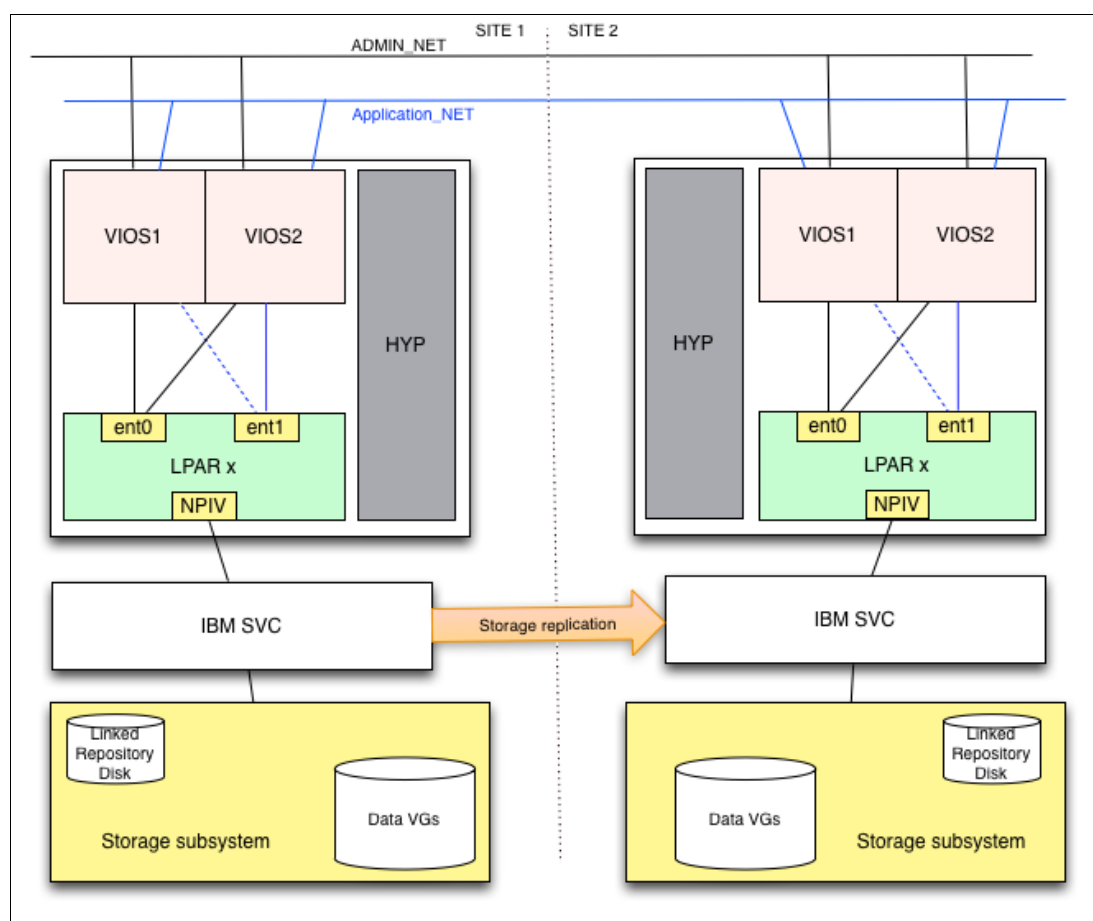 SITE 1
SITE 2
ADMIN_NET
Application_NET
VIOS1
VIOS2
HYP
ent0
ent1
LPAR x
NPIV
HYP
VIOS1
VIOS2
ent0
ent1
LPAR x
NPIV
IBM SVC
Storage replication
IBM SVC
Linked
Repository
Disk
Data VGs
Storage subsystem
Linked
Repository
Disk
Data VGs
Storage subsystem